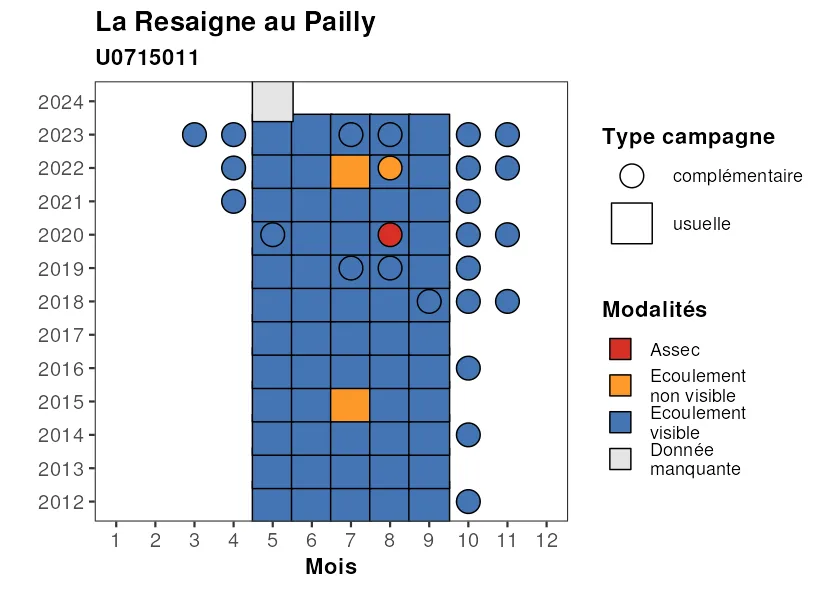 La Resaigne au Pailly
U0715011
2024
2023
2022
2021
2020
2019
2018
2017
2016
2015
2014
2013
2012
1 2 3 4 5 6 7 8 9 10 11 12
Mois
Type campagne
complémentaire
usuelle
Modalités
Assec
Ecoulement
non visible
Ecoulement
visible
Donnée
manquante